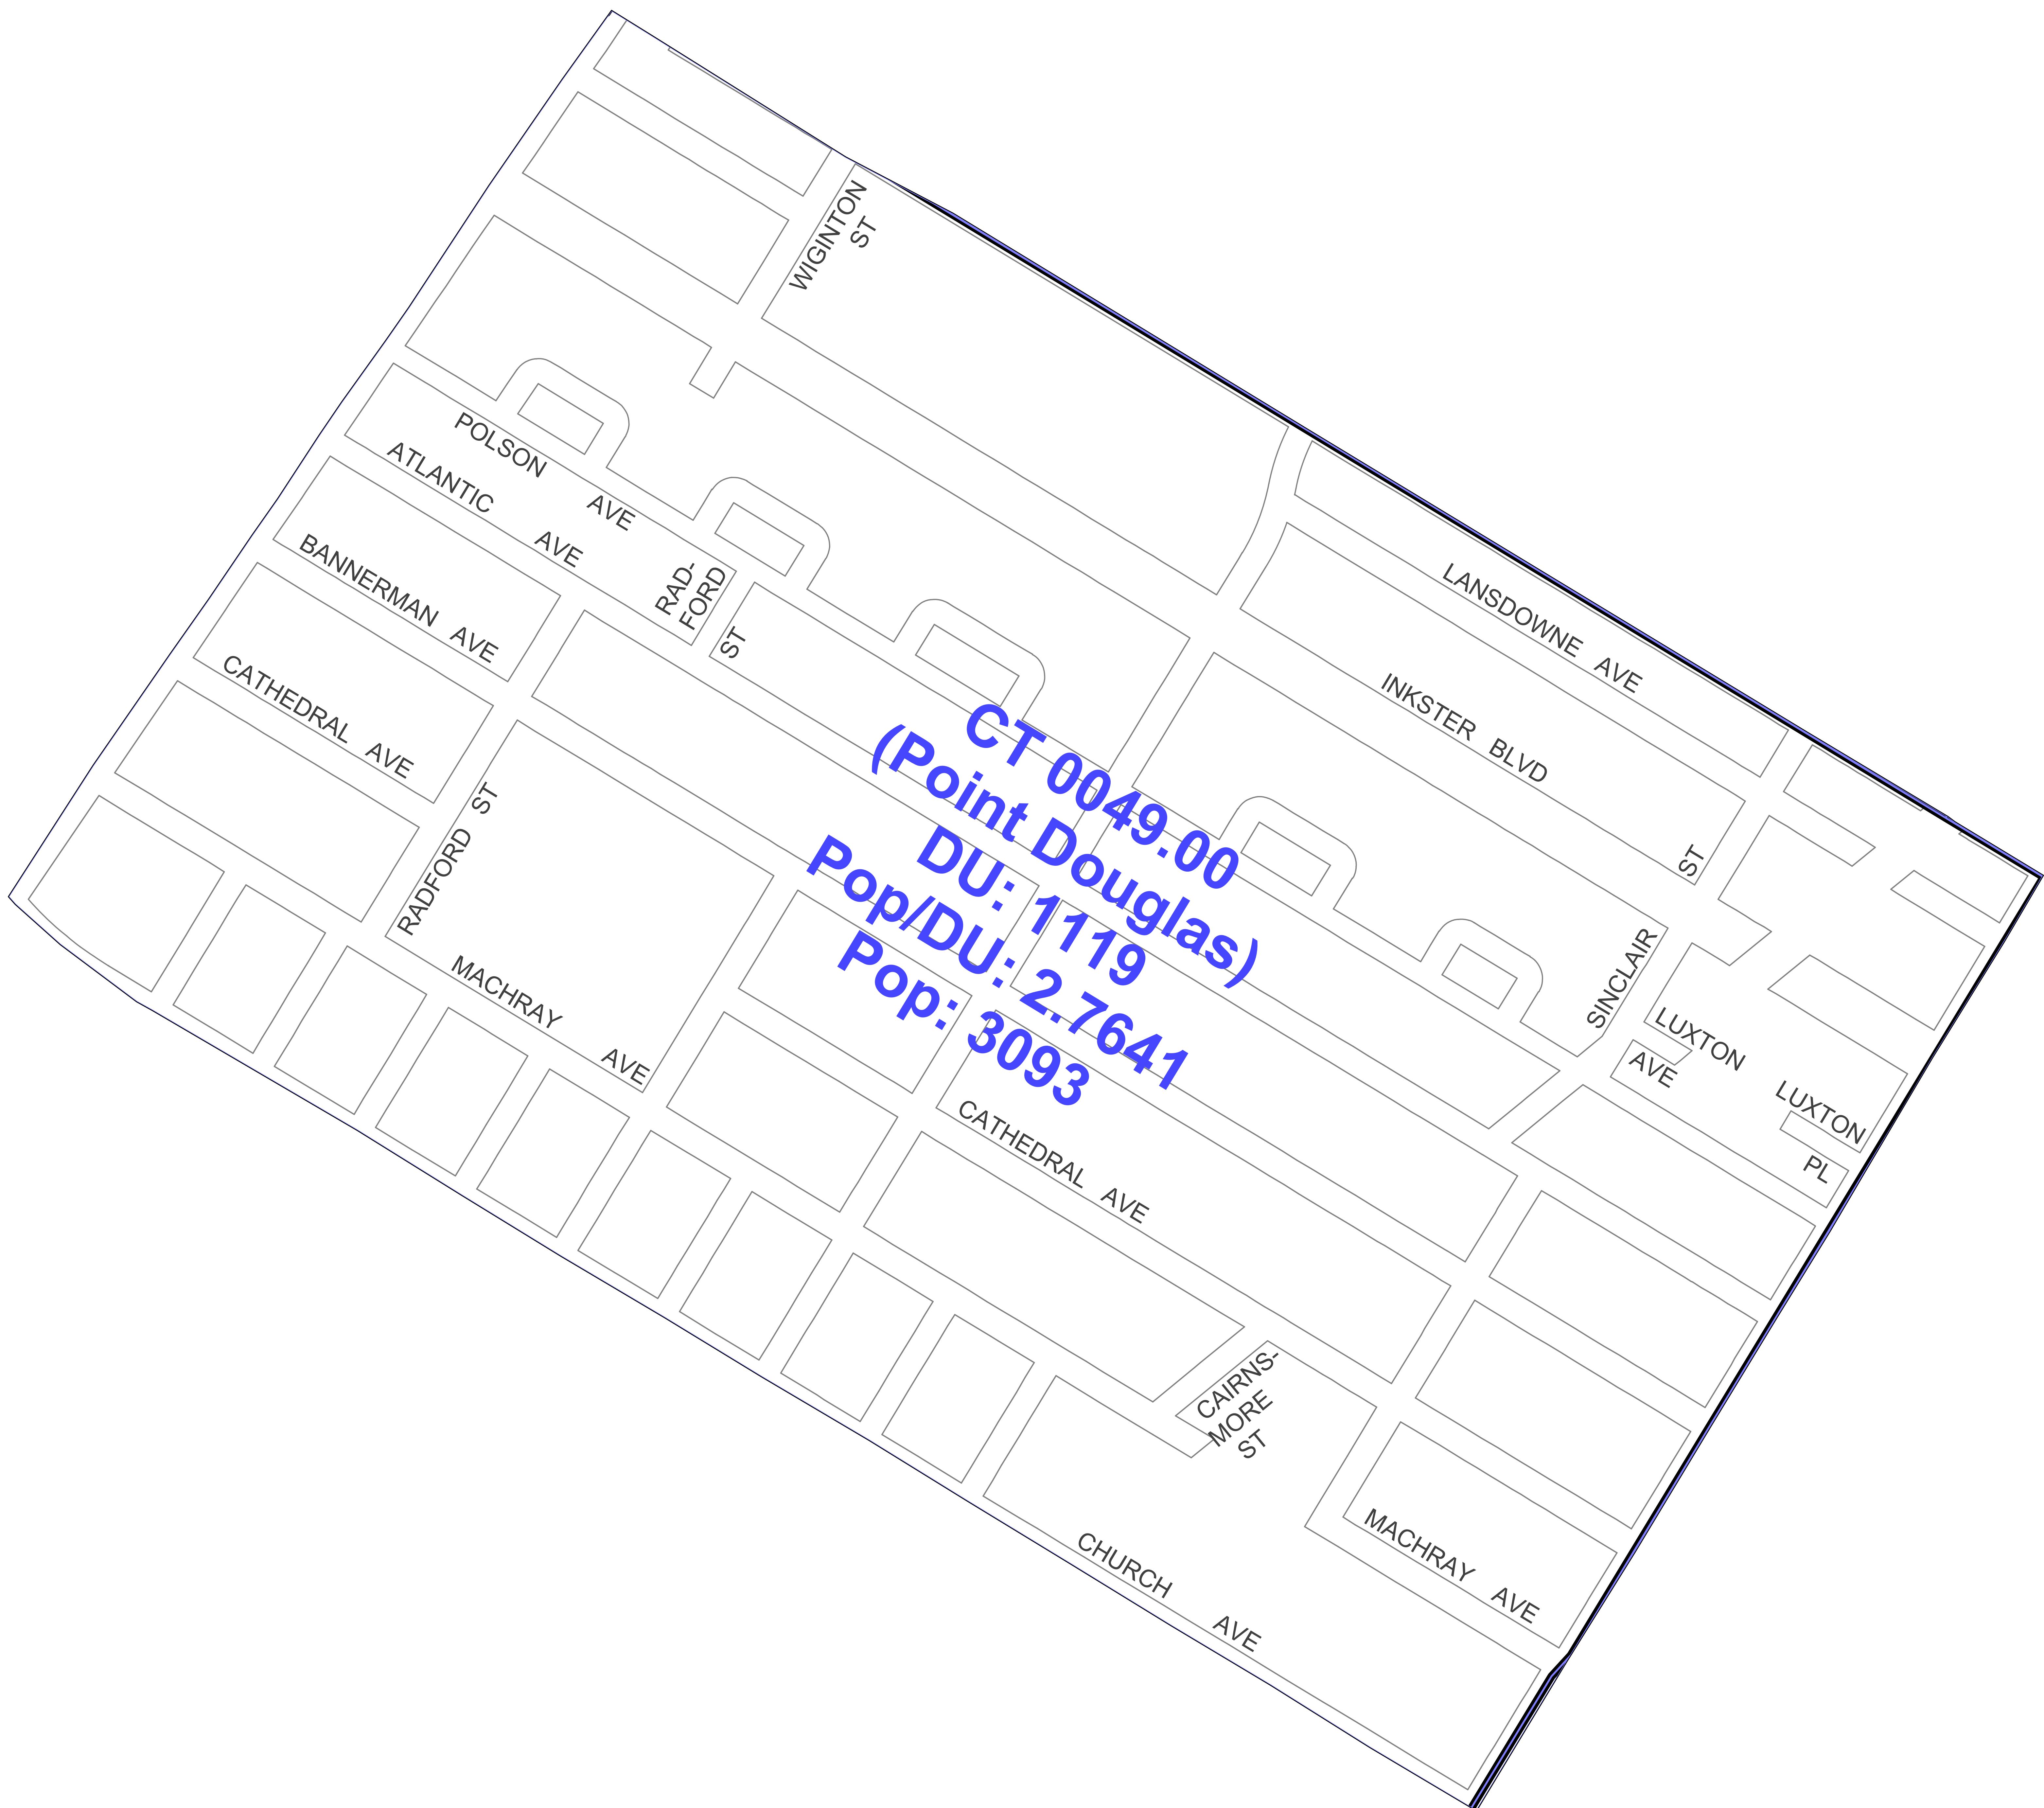 WIGINTON
ST
POLSON AVE
ATLANTIC AVE
RAD-
FORD
ST
BANNERMAN AVE
CATHEDRAL AVE
LANSDOWNE AVE
INKSTER BLVD
CT 0049.00
(Point Douglas)
DU: 1119
Pop/DU: 2.7641
Pop: 3093
RADFORD ST
SINCLAIR ST
MACHRAY AVE
LUXTON
AVE
LUXTON
PL
CATHEDRAL AVE
CAIRNS-
MORE
ST
MACHRAY AVE
CHURCH AVE